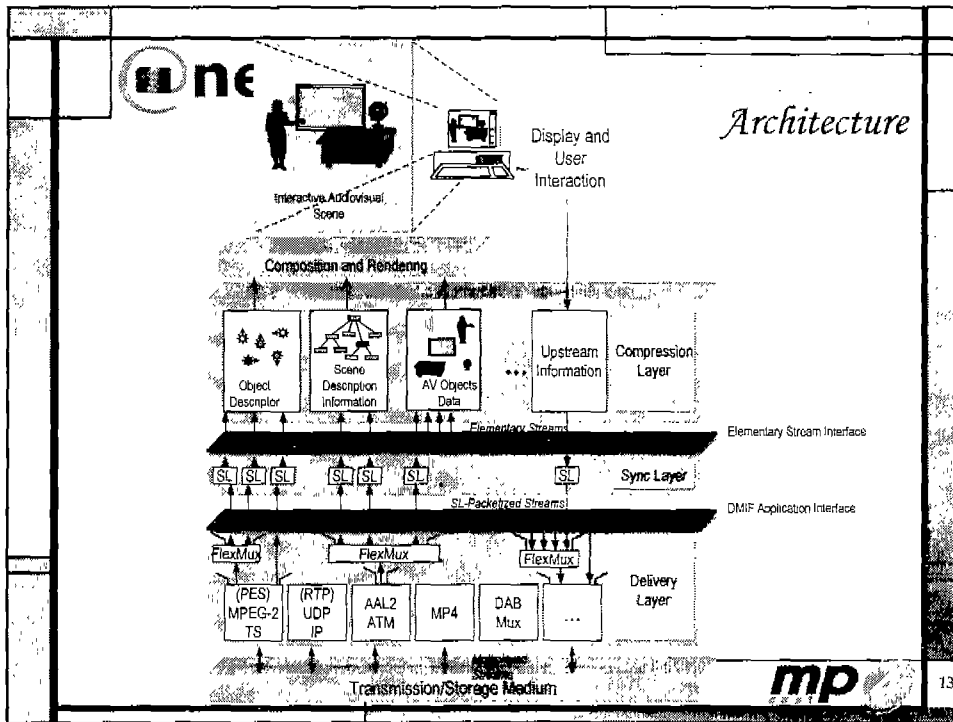 ne
Architecture
Display and
User
Interaction
Interactive Audiovisual
Scene
Composition and Rendering
Object
Descriptor
Scene
Description
Information
AV Objects
Data
...
Upstream
Information
Compression
Layer
Elementary Streams
Elementary Stream Interface
SL
SL
SL
SL
SL
SL
SL
Sync Layer
SL-Packetized Streams
DMIF Application Interface
FlexMux
FlexMux
FlexMux
Delivery
Layer
(PES)
MPEG-2
TS
(RTP)
UDP
IP
AAL2
ATM
MP4
DAB
Mux
...
Transmission/Storage Medium
mp
13